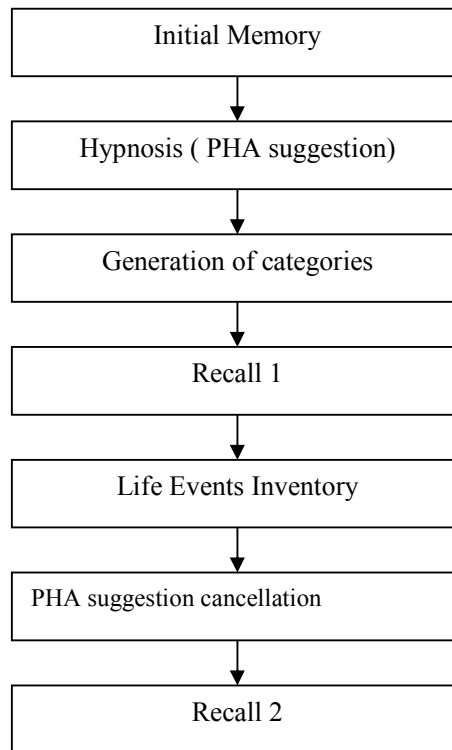 Initial Memory
Hypnosis ( PHA suggestion)
Generation of categories
Recall 1
Life Events Inventory
PHA suggestion cancellation
Recall 2